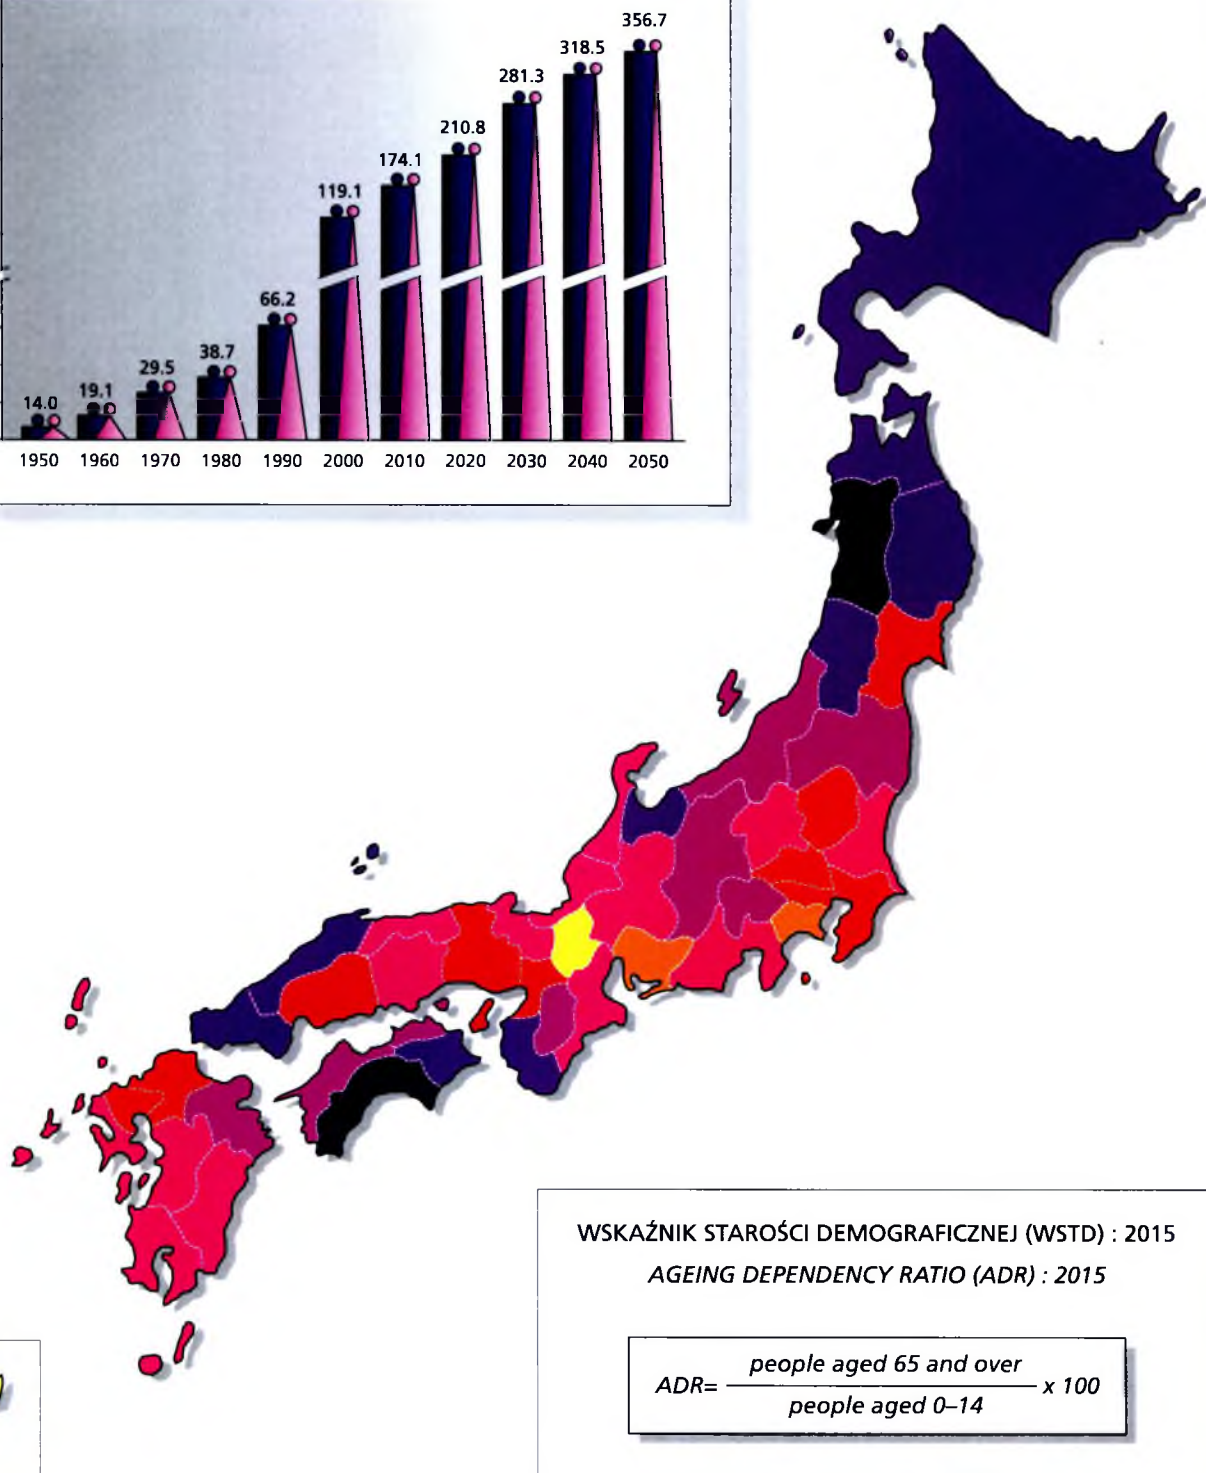 14.0
19.1
29.5
38.7
66.2
119.1
174.1
210.8
281.3
318.5
356.7
1950 1960 1970 1980 1990 2000 2010 2020 2030 2040 2050
WSKAŹNIK STAROŚCI DEMOGRAFICZNEJ (WSTD) : 2015
AGEING DEPENDENCY RATIO (ADR) : 2015
people aged 65 and over
ADR= x 100
people aged 0–14